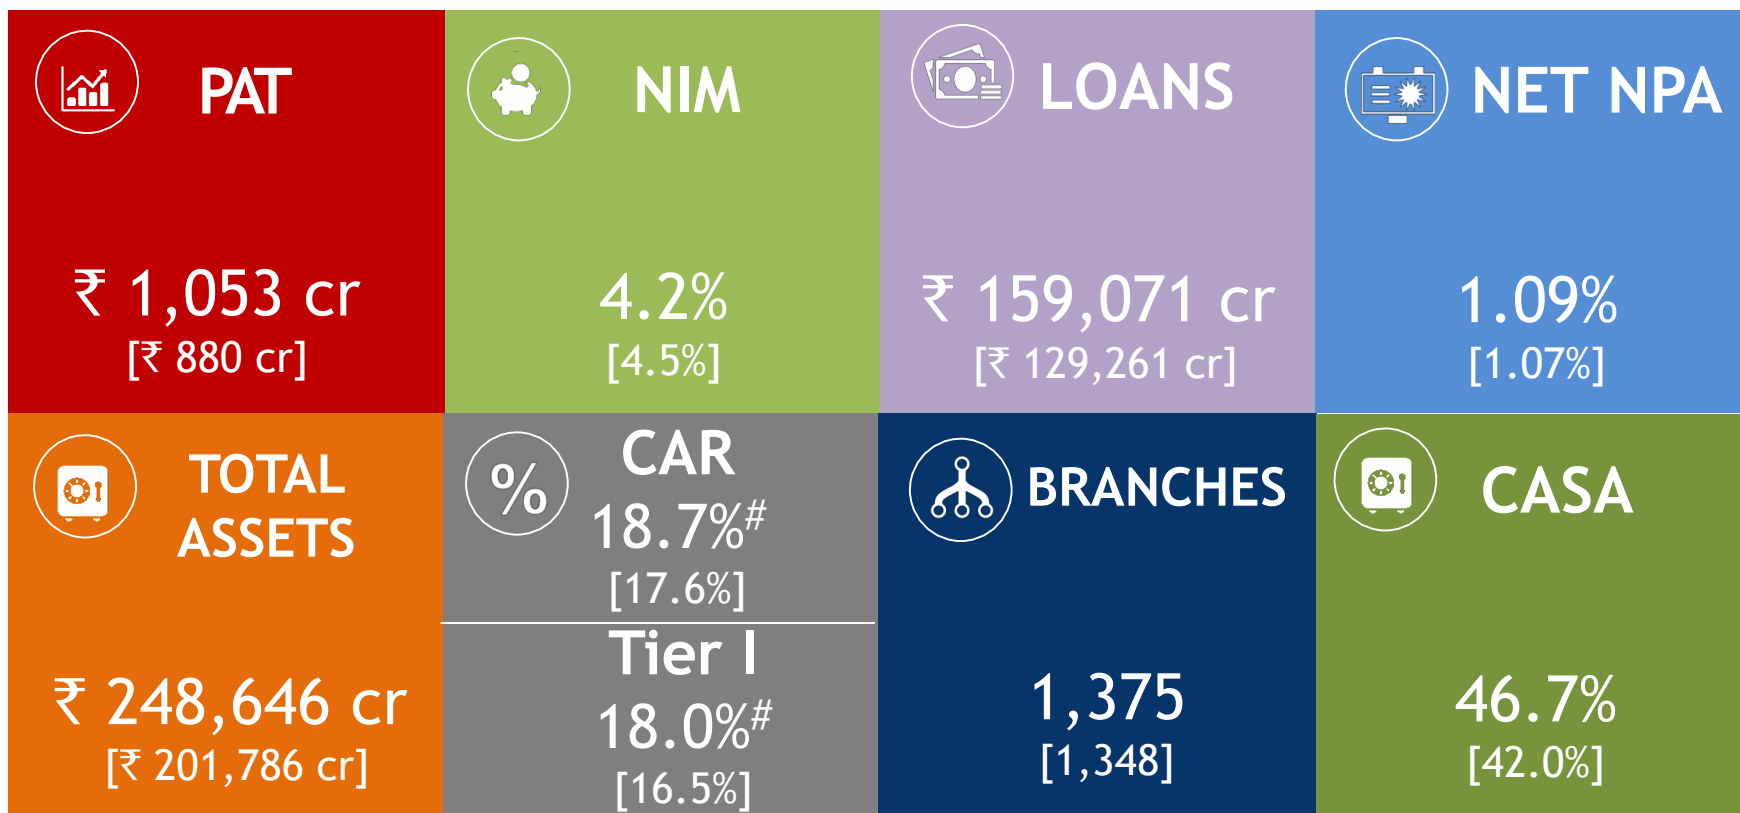 PAT
₹ 1,053 cr
[₹ 880 cr]
NIM
4.2%
[4.5%]
LOANS
₹ 159,071 cr
[₹ 129,261 cr]
NET NPA
1.09%
[1.07%]
TOTAL
ASSETS
₹ 248,646 cr
[₹ 201,786 cr]
%
CAR
18.7%#
[17.6%]
Tier I
18.0%#
[16.5%]
BRANCHES
1,375
[1,348]
CASA
46.7%
[42.0%]